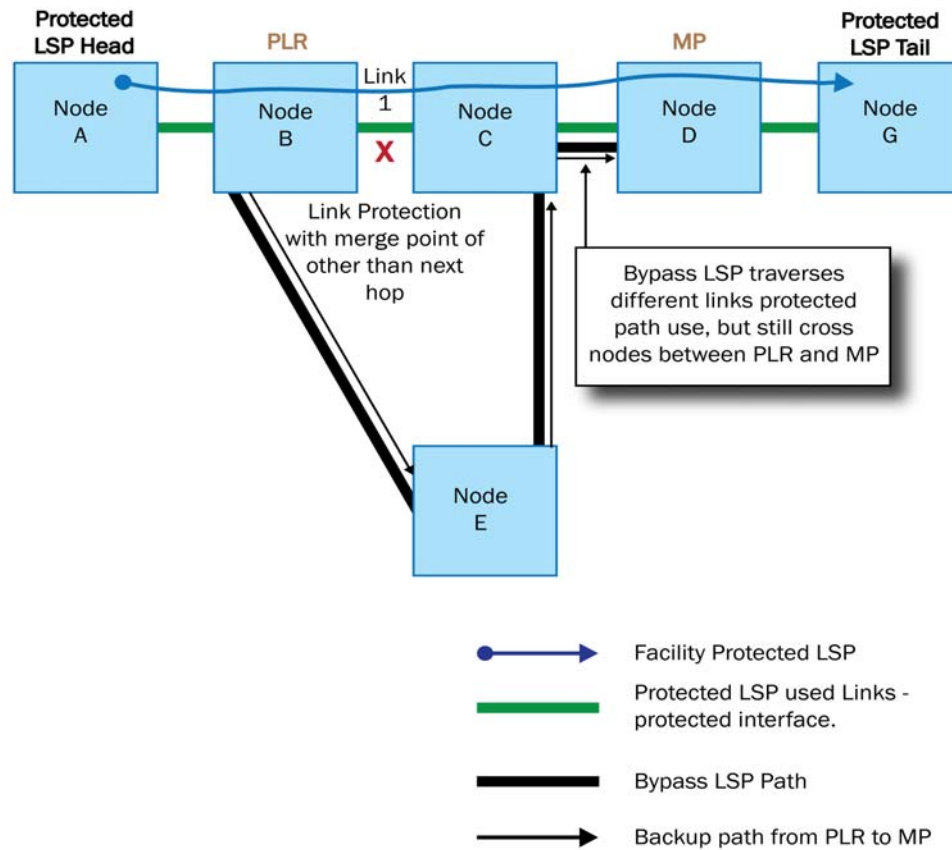 Protected
LSP Head
PLR
MP
Protected
LSP Tail
Link
1
Node
A
Node
B
Node
C
Node
D
Node
G
X
Link Protection
with merge point of
other than next
hop
Bypass LSP traverses
different links protected
path use, but still cross
nodes between PLR and MP
Node
E
Facility Protected LSP
Protected LSP used Links -
protected interface.
Bypass LSP Path
Backup path from PLR to MP